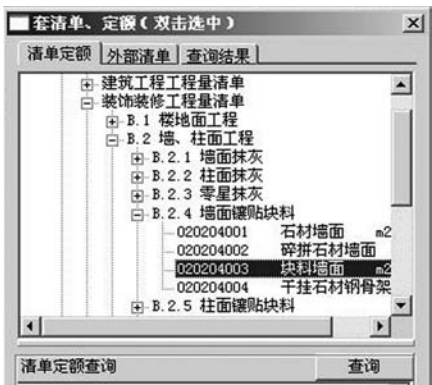 套清单、定额(双击选中)
清单定额 外部清单 查询结果
建筑工程工程量清单
装饰装修工程量清单
B.1 楼地面工程
B.2 墙、柱面工程
B.2.1 墙面抹灰
B.2.2 柱面抹灰
B.2.3 零星抹灰
B.2.4 墙面镶贴块料
020204001 石材墙面 m2
020204002 碎拼石材墙面
020204003 块料墙面 m2
020204004 干挂石材钢骨架
B.2.5 柱面镶贴块料
清单定额查询 查询